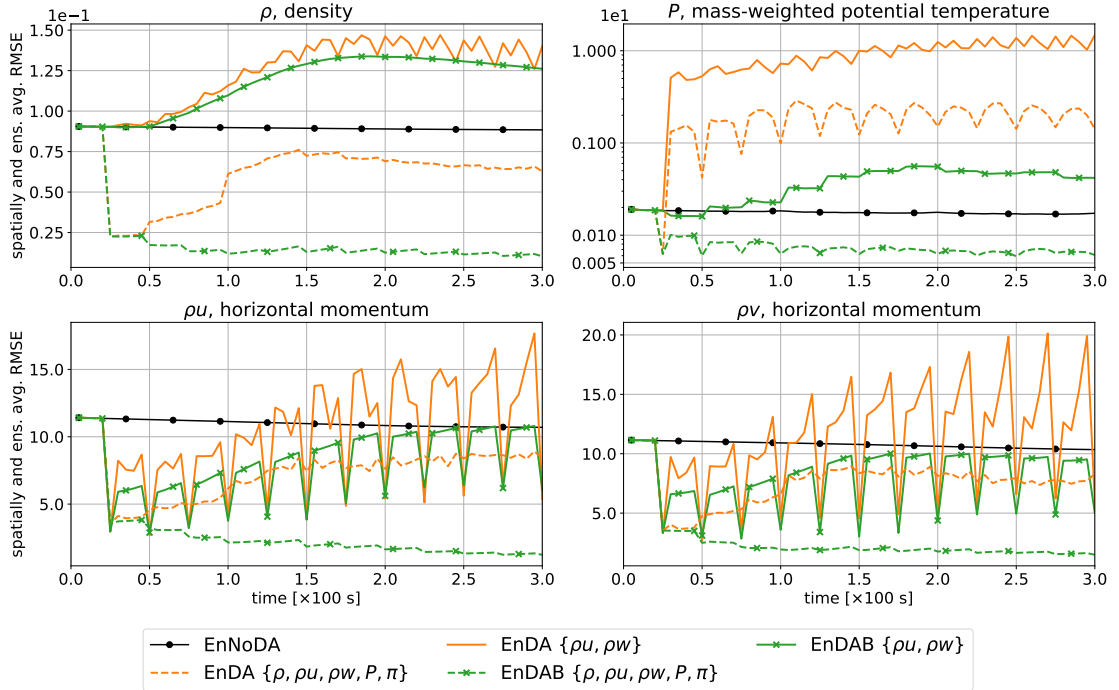 ρ, density
P, mass-weighted potential temperature
1e−1
1e1
spatially and ens. avg. RMSE
1.50
1.25
1.00
0.75
0.50
0.25
0.0 0.5 1.0 1.5 2.0 2.5 3.0
1.000
0.100
0.010
0.005
0.0 0.5 1.0 1.5 2.0 2.5 3.0
ρu, horizontal momentum
ρv, horizontal momentum
spatially and ens. avg. RMSE
15.0
10.0
5.0
0.0 0.5 1.0 1.5 2.0 2.5 3.0
time [×100 s]
20.0
15.0
10.0
5.0
0.0 0.5 1.0 1.5 2.0 2.5 3.0
time [×100 s]
EnNoDA
EnDA {ρu, ρw}
EnDAB {ρu, ρw}
EnDA {ρ, ρu, ρw, P, π}
EnDAB {ρ, ρu, ρw, P, π}